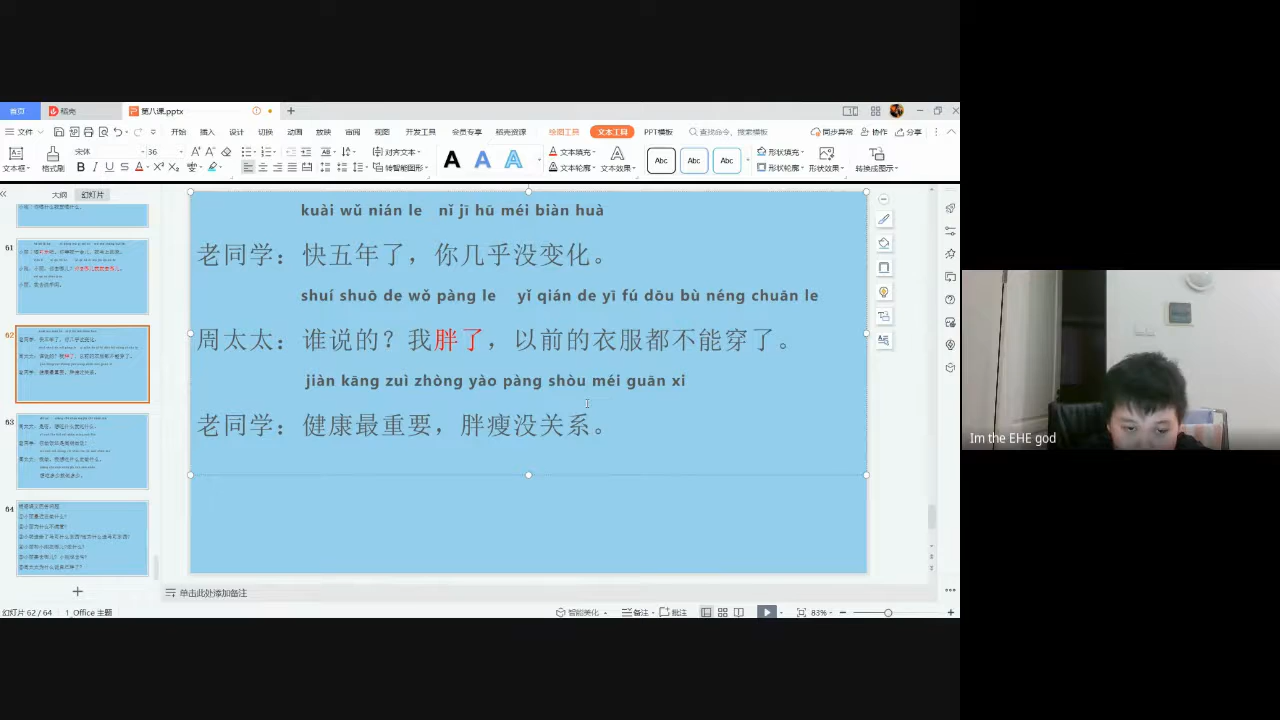 首页 稻壳 第八课.pptx
文件 开始 插入 设计 切换 动画 放映 审阅 视图 开发工具 会员专享 稻壳资源 绘图工具 文本工具 PPT模板 查找命令、搜索模板 同步异常 协作 分享
宋体 36 对齐文本 文本填充 形状填充
文本框 格式刷 B I U S 转智能图形 A A A 文本轮廓 文本效果 Abc Abc Abc 形状轮廓 形状效果 转换成图示
大纲 幻灯片
61
62
63
64
kuài wǔ nián le nǐ jī hū méi biàn huà
老同学：快五年了，你几乎没变化。
shuí shuō de wǒ pàng le yǐ qián de yī fú dōu bù néng chuān le
周太太：谁说的？我胖了，以前的衣服都不能穿了。
jiàn kāng zuì zhòng yào pàng shòu méi guān xi
老同学：健康最重要，胖瘦没关系。
单击此处添加备注
幻灯片 62 / 64 1_Office 主题 智能美化 备注 批注 83%
Im the EHE god